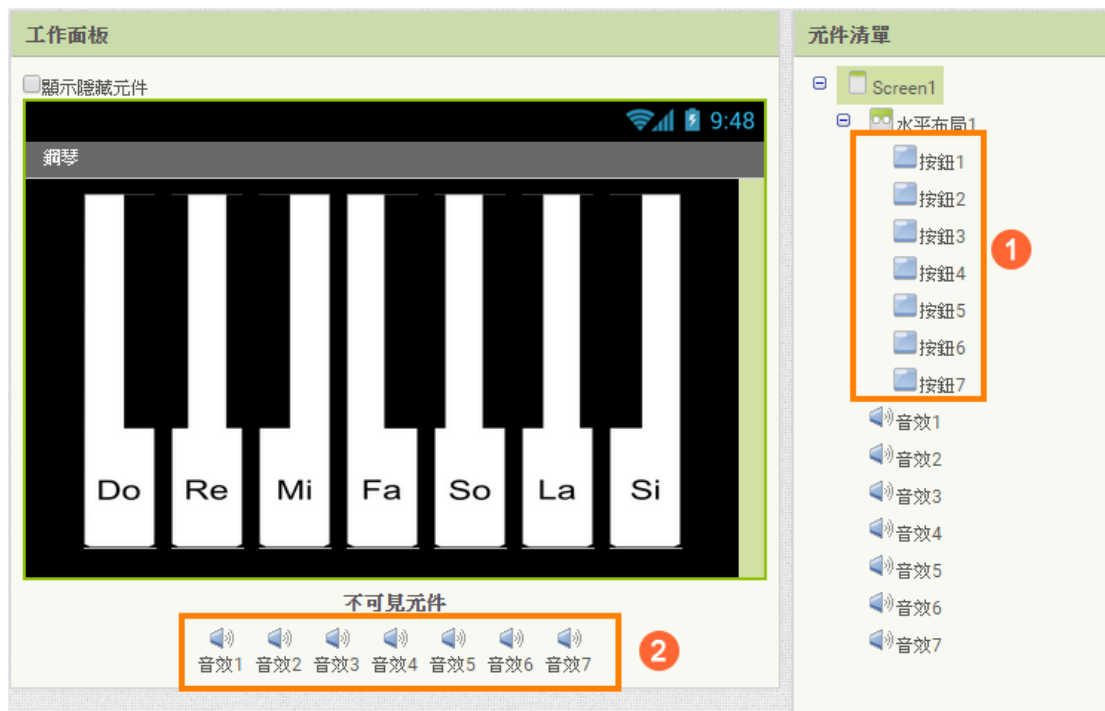 工作面板
顯示隱藏元件
9:48
鋼琴
Do Re Mi Fa So La Si
不可見元件
音效1 音效2 音效3 音效4 音效5 音效6 音效7
2
元件清單
Screen1
水平布局1
按鈕1
按鈕2
按鈕3
按鈕4
按鈕5
按鈕6
按鈕7
1
音效1
音效2
音效3
音效4
音效5
音效6
音效7